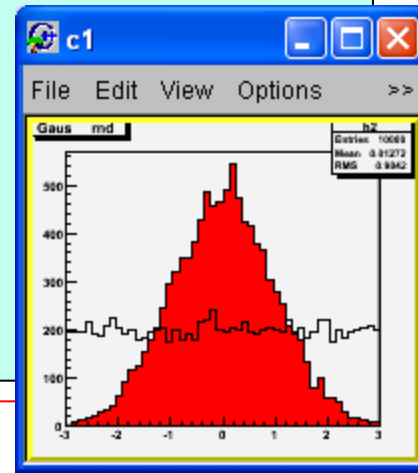 c1
File Edit View Options >>
Gaus rnd
h2
Entries 10000
Mean 0.01272
RMS 0.9842
500
400
300
200
100
0
-3 -2 -1 0 1 2 3